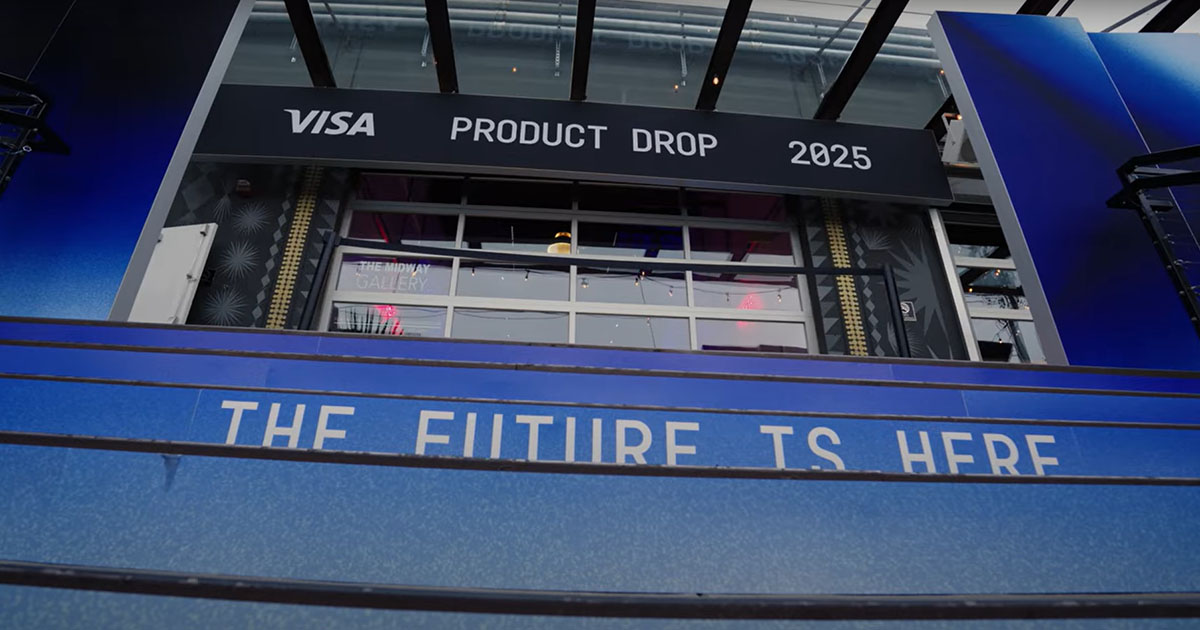 VISA PRODUCT DROP 2025
THE MIDWAY
GALLERY
THE FUTURE IS HERE